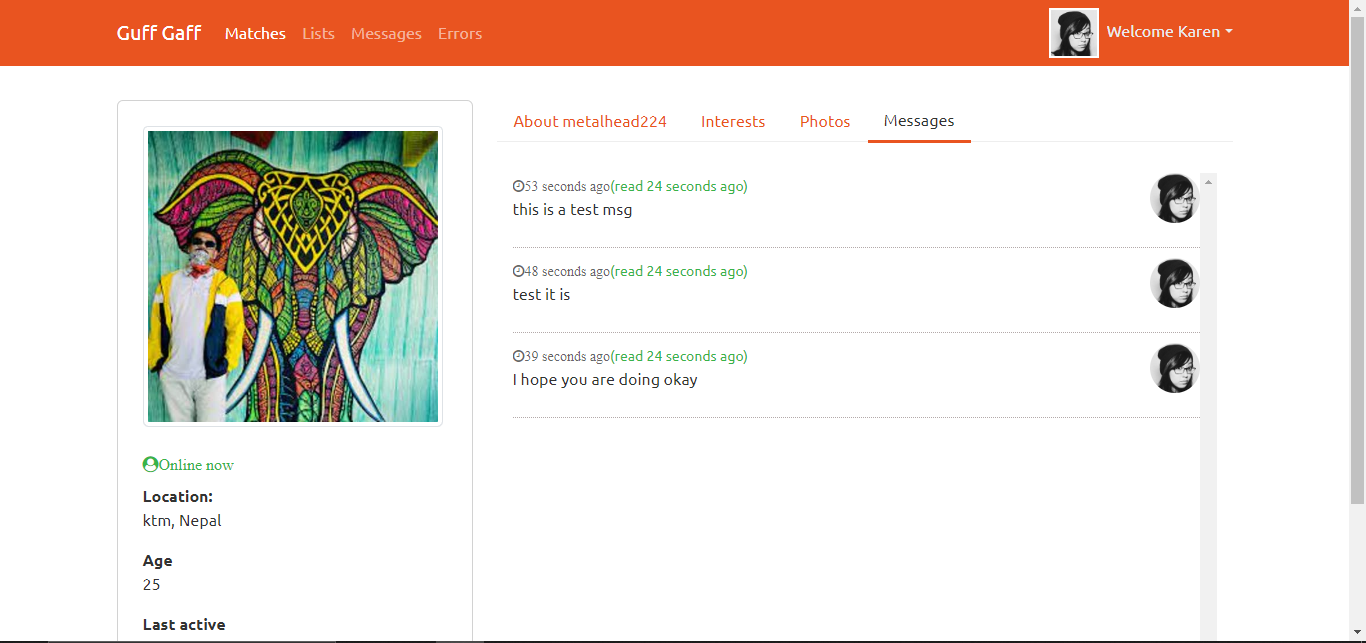 Guff Gaff Matches Lists Messages Errors Welcome Karen
About metalhead224 Interests Photos Messages
53 seconds ago(read 24 seconds ago)
this is a test msg
48 seconds ago(read 24 seconds ago)
test it is
39 seconds ago(read 24 seconds ago)
I hope you are doing okay
Online now
Location:
ktm, Nepal
Age
25
Last active